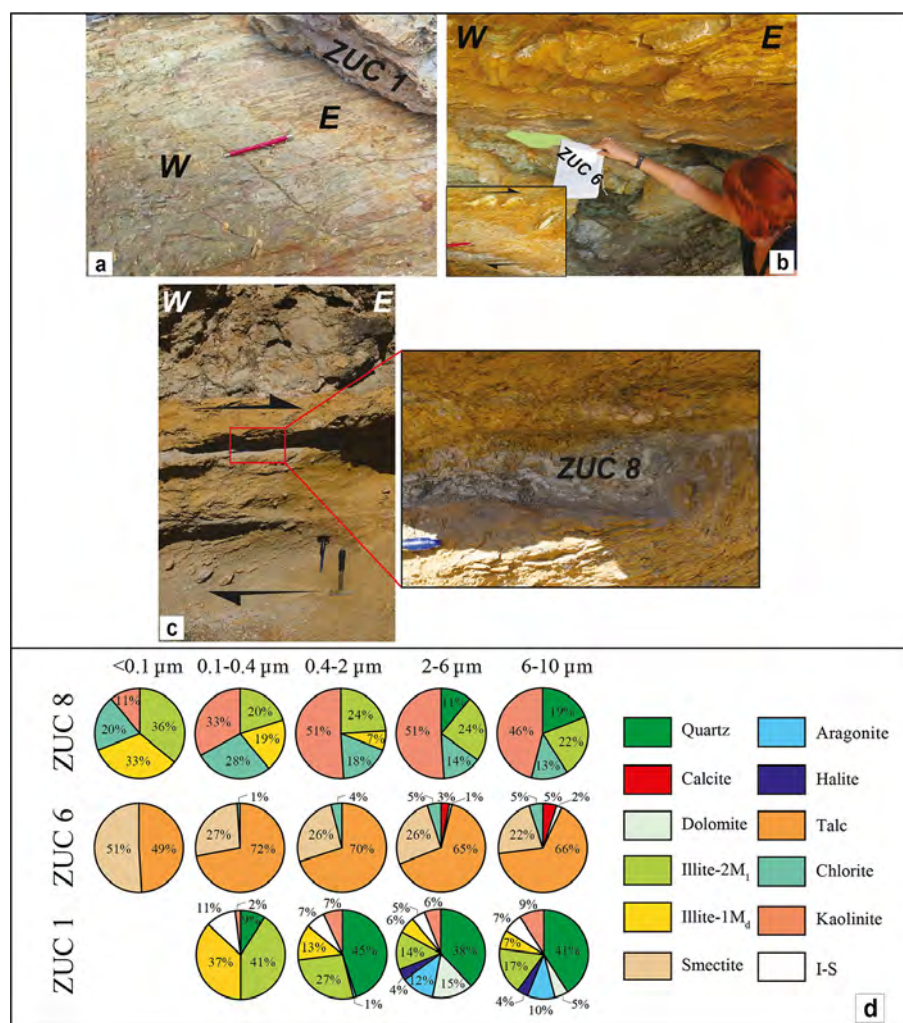 W
E
ZUC 1
a
W
E
ZUC 6
b
W
E
c
ZUC 8
<0.1 µm 0.1-0.4 µm 0.4-2 µm 2-6 µm 6-10 µm
ZUC 8
11% 36% 33% 20%
33% 20% 19% 28%
51% 24% 7% 18%
11% 24% 14% 51%
19% 22% 13% 46%
ZUC 6
51% 49%
1% 27% 72%
4% 26% 70%
5% 3% 1% 26% 65%
5% 5% 2% 22% 66%
ZUC 1
11% 2% 9% 37% 41%
7% 7% 13% 45% 27% 1%
5% 6% 6% 14% 38% 4% 12% 15%
7% 9% 7% 17% 41% 4% 10% 5%
Quartz
Calcite
Dolomite
Illite-2M₁
Illite-1M_d
Smectite
Aragonite
Halite
Talc
Chlorite
Kaolinite
I-S
d